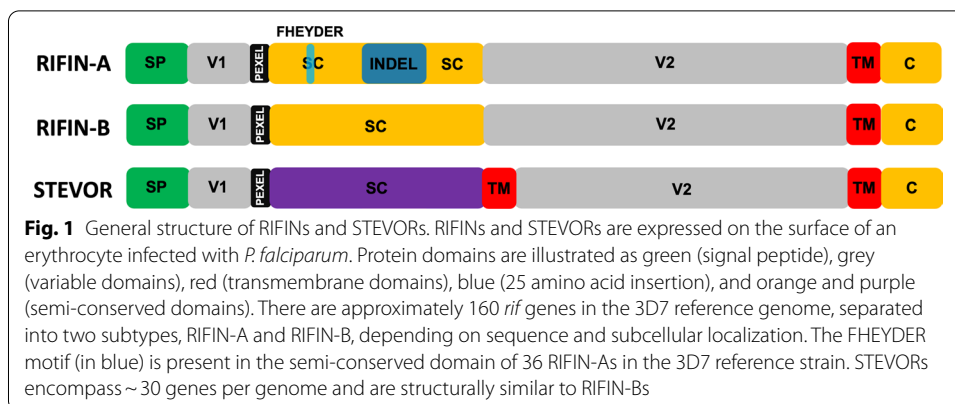 FHEYDER
RIFIN-A SP V1 PEXEL SC INDEL SC V2 TM C
RIFIN-B SP V1 PEXEL SC V2 TM C
STEVOR SP V1 PEXEL SC TM V2 TM C
Fig. 1 General structure of RIFINs and STEVORs. RIFINs and STEVORs are expressed on the surface of an
erythrocyte infected with P. falciparum. Protein domains are illustrated as green (signal peptide), grey
(variable domains), red (transmembrane domains), blue (25 amino acid insertion), and orange and purple
(semi-conserved domains). There are approximately 160 rif genes in the 3D7 reference genome, separated
into two subtypes, RIFIN-A and RIFIN-B, depending on sequence and subcellular localization. The FHEYDER
motif (in blue) is present in the semi-conserved domain of 36 RIFIN-As in the 3D7 reference strain. STEVORs
encompass ~ 30 genes per genome and are structurally similar to RIFIN-Bs